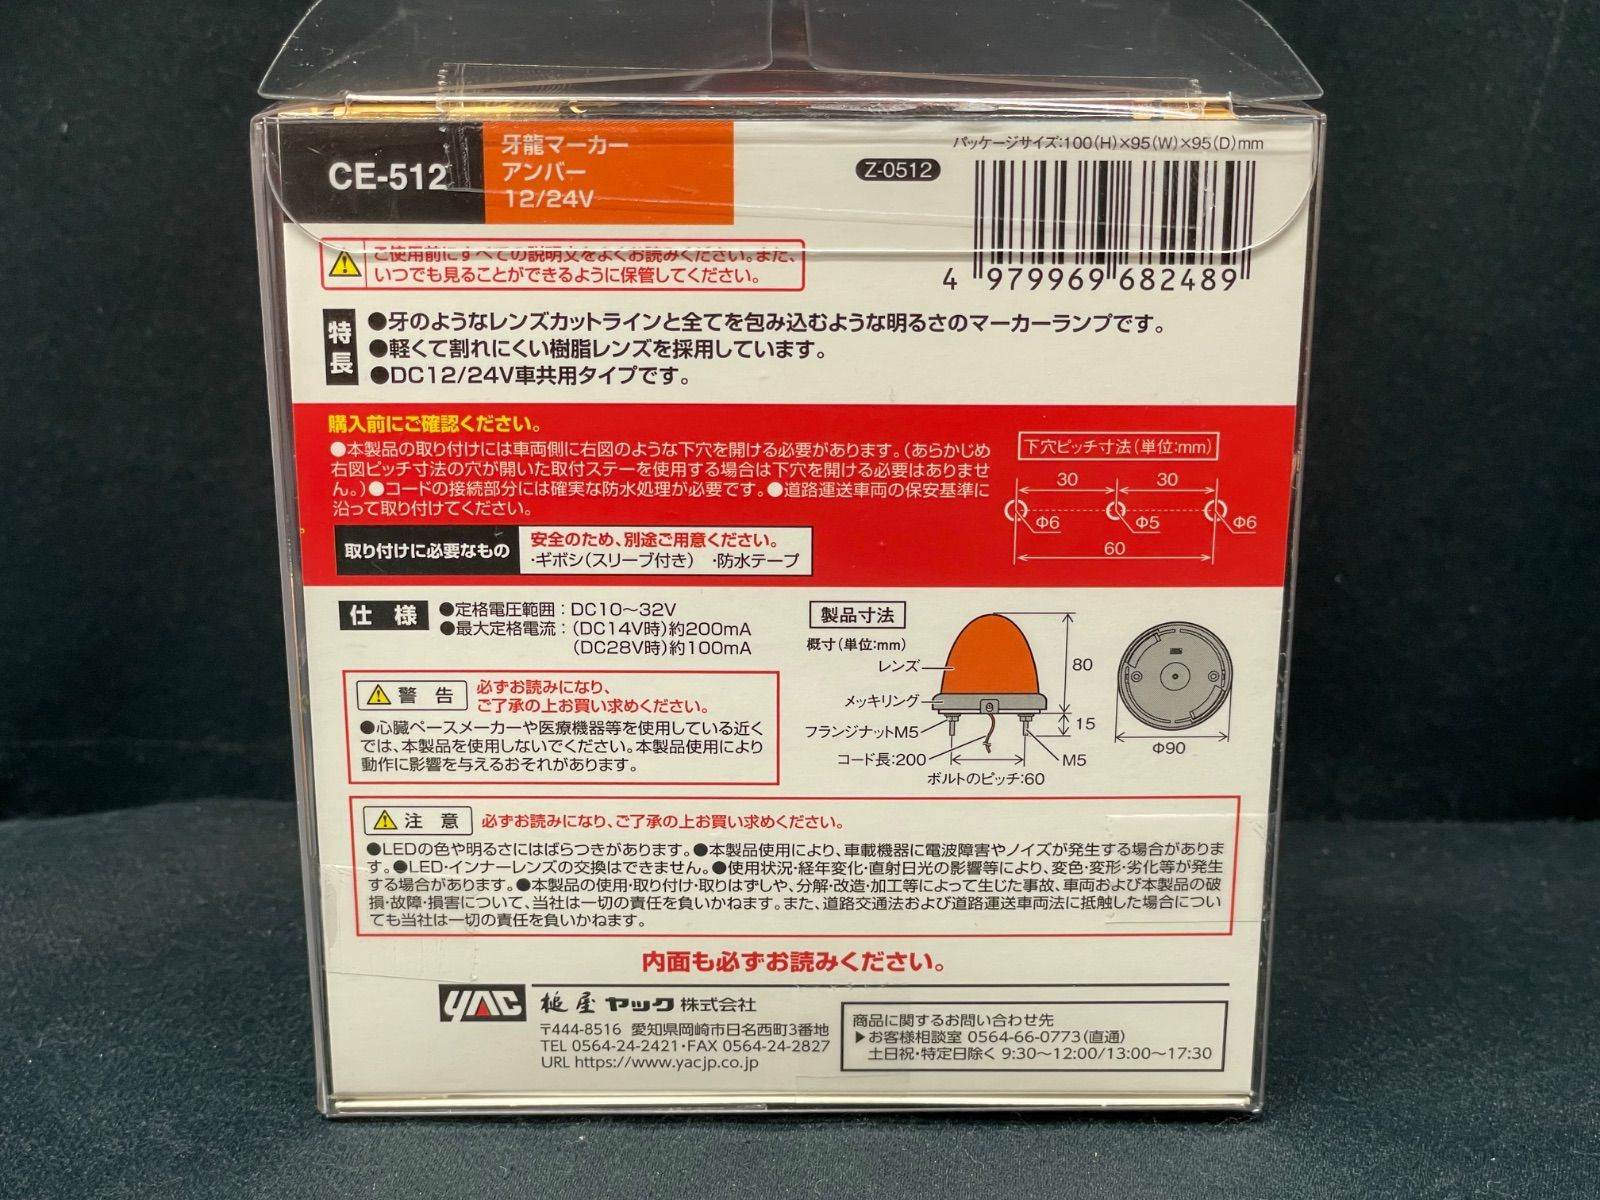 CE-512
牙龍マーカー
アンバー
12/24V
Z-0512
パッケージサイズ:100(H)×95(W)×95(D)mm
4 979969 682489
ご使用前にすべての説明文をよくお読みください。また、
いつでも見ることができるように保管してください。
特長
●牙のようなレンズカットラインと全てを包み込むような明るさのマーカーランプです。
●軽くて割れにくい樹脂レンズを採用しています。
●DC12/24V車共用タイプです。
購入前にご確認ください。
●本製品の取り付けには車両側に右図のような下穴を開ける必要があります。(あらかじめ
右図ピッチ寸法の穴が開いた取付ステーを使用する場合は下穴を開ける必要はありませ
ん。)●コードの接続部分には確実な防水処理が必要です。●道路運送車両の保安基準に
沿って取り付けてください。
取り付けに必要なもの
安全のため、別途ご用意ください。
・ギボシ(スリーブ付き) ・防水テープ
下穴ピッチ寸法(単位:mm)
30 30
Φ6 Φ5 Φ6
60
仕様
●定格電圧範囲:DC10〜32V
●最大定格電流:(DC14V時)約200mA
(DC28V時)約100mA
製品寸法
概寸(単位:mm)
レンズ
メッキリング
フランジナットM5
コード長:200
ボルトのピッチ:60
M5
80
15
Φ90
警告
必ずお読みになり、
ご了承の上お買い求めください。
●心臓ペースメーカーや医療機器等を使用している近く
では、本製品を使用しないでください。本製品使用により
動作に影響を与えるおそれがあります。
注意
必ずお読みになり、ご了承の上お買い求めください。
●LEDの色や明るさにはばらつきがあります。●本製品使用により、車載機器に電波障害やノイズが発生する場合がありま
す。●LED・インナーレンズの交換はできません。●使用状況・経年変化・直射日光の影響等により、変色・変形・劣化等が発生
する場合があります。●本製品の使用・取り付け・取りはずしや、分解・改造・加工等によって生じた事故、車両および本製品の破
損・故障・損害について、当社は一切の責任を負いかねます。また、道路交通法および道路運送車両法に抵触した場合につい
ても当社は一切の責任を負いかねます。
内面も必ずお読みください。
YAC 槌屋ヤック株式会社
〒444-8516 愛知県岡崎市日名西町3番地
TEL 0564-24-2421・FAX 0564-24-2827
URL https://www.yacjp.co.jp
商品に関するお問い合わせ先
▶お客様相談室 0564-66-0773(直通)
土日祝・特定日除く 9:30〜12:00/13:00〜17:30